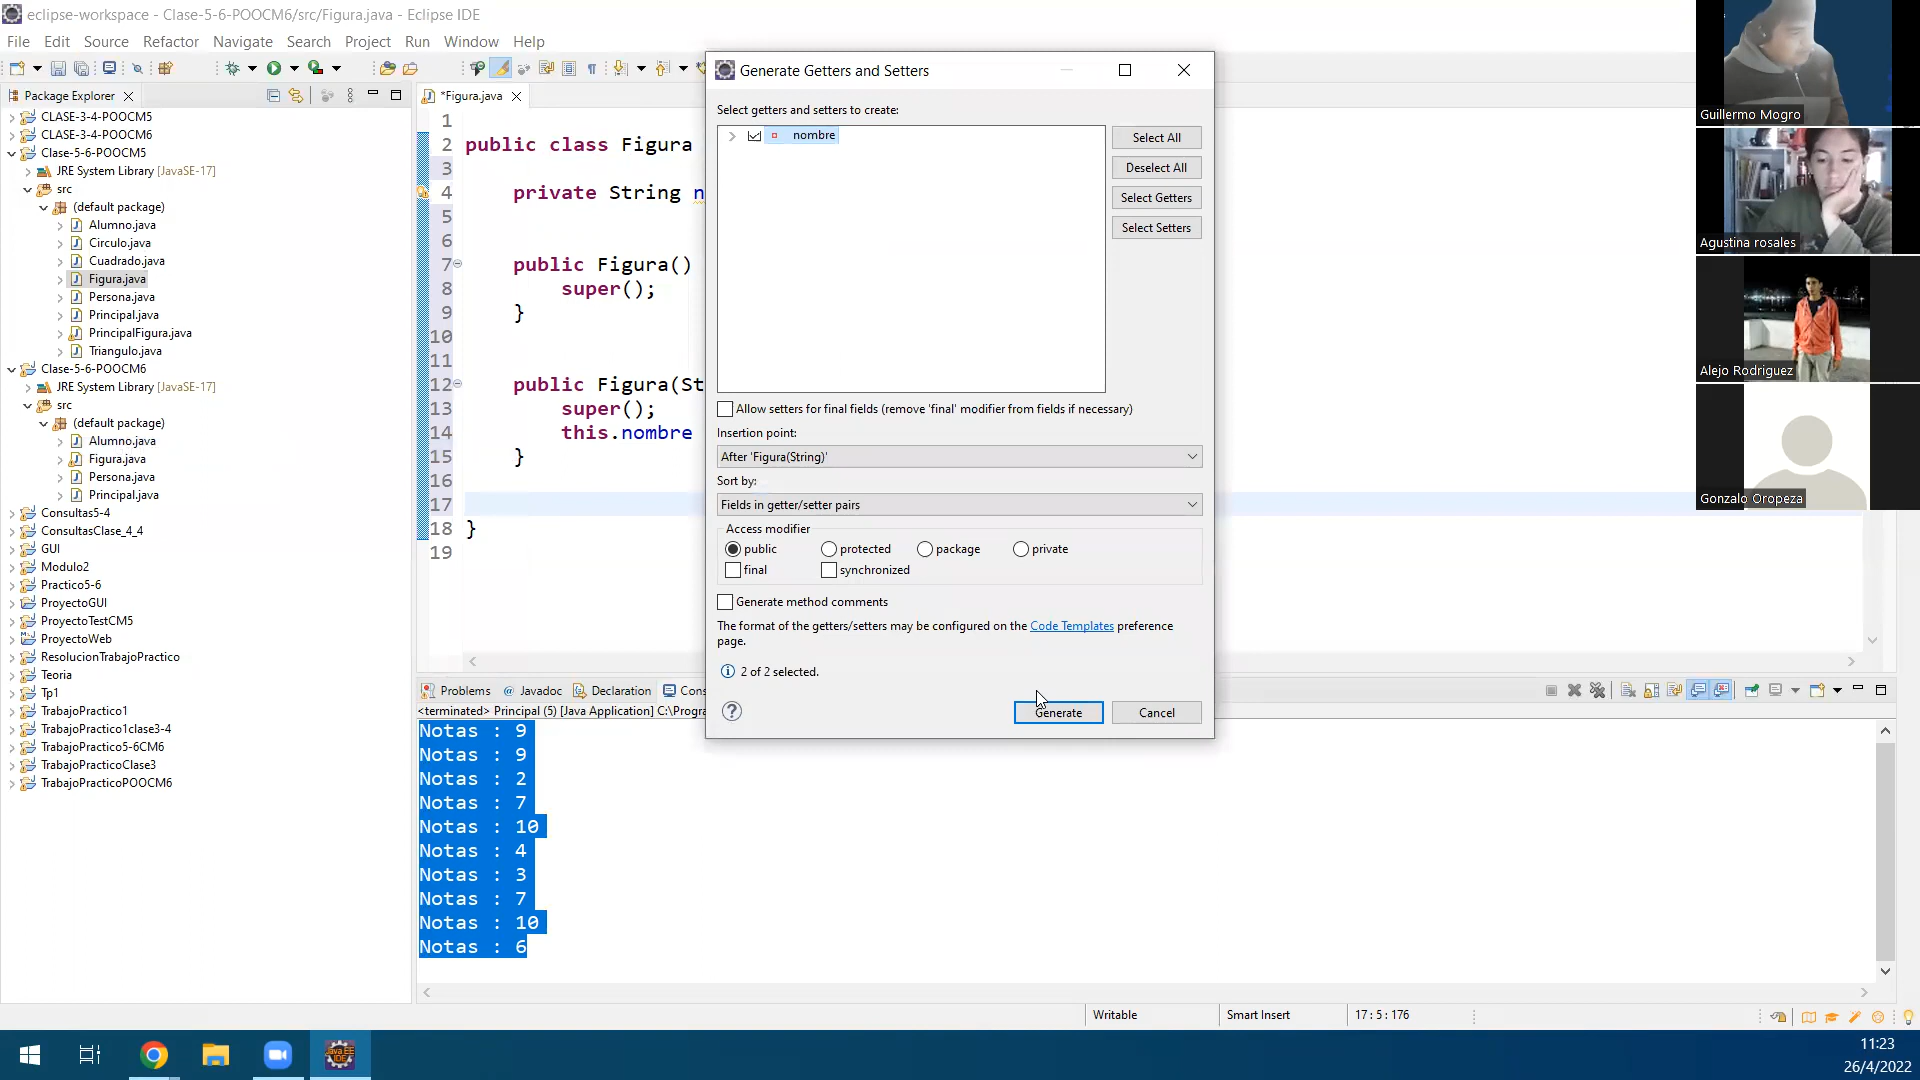 eclipse-workspace - Clase-5-6-POOCM6/src/Figura.java - Eclipse IDE
File Edit Source Refactor Navigate Search Project Run Window Help
Package Explorer
CLASE-3-4-POOCM5
CLASE-3-4-POOCM6
Clase-5-6-POOCM5
JRE System Library [JavaSE-17]
src
(default package)
Alumno.java
Circulo.java
Cuadrado.java
Figura.java
Persona.java
Principal.java
PrincipalFigura.java
Triangulo.java
Clase-5-6-POOCM6
JRE System Library [JavaSE-17]
src
(default package)
Alumno.java
Figura.java
Persona.java
Principal.java
Consultas5-4
ConsultasClase_4_4
GUI
Modulo2
Practico5-6
ProyectoGUI
ProyectoTestCM5
ProyectoWeb
ResolucionTrabajoPractico
Teoria
Tp1
TrabajoPractico1
TrabajoPractico1clase3-4
TrabajoPractico5-6CM6
TrabajoPracticoClase3
TrabajoPracticoPOOCM6
*Figura.java
1
2 public class Figura
3
4 private String n
5
6
7 public Figura()
8 super();
9 }
10
11
12 public Figura(St
13 super();
14 this.nombre
15 }
16
17
18 }
19
Generate Getters and Setters
Select getters and setters to create:
nombre
Select All
Deselect All
Select Getters
Select Setters
Allow setters for final fields (remove 'final' modifier from fields if necessary)
Insertion point:
After 'Figura(String)'
Sort by:
Fields in getter/setter pairs
Access modifier
public protected package private
final synchronized
Generate method comments
The format of the getters/setters may be configured on the Code Templates preference
page.
2 of 2 selected.
Generate Cancel
Problems Javadoc Declaration Cons
<terminated> Principal (5) [Java Application] C:\Progra
Notas : 9
Notas : 9
Notas : 2
Notas : 7
Notas : 10
Notas : 4
Notas : 3
Notas : 7
Notas : 10
Notas : 6
Writable Smart Insert 17 : 5 : 176
Guillermo Mogro
Agustina rosales
Alejo Rodriguez
Gonzalo Oropeza
Java EE
IDE
11:23
26/4/2022